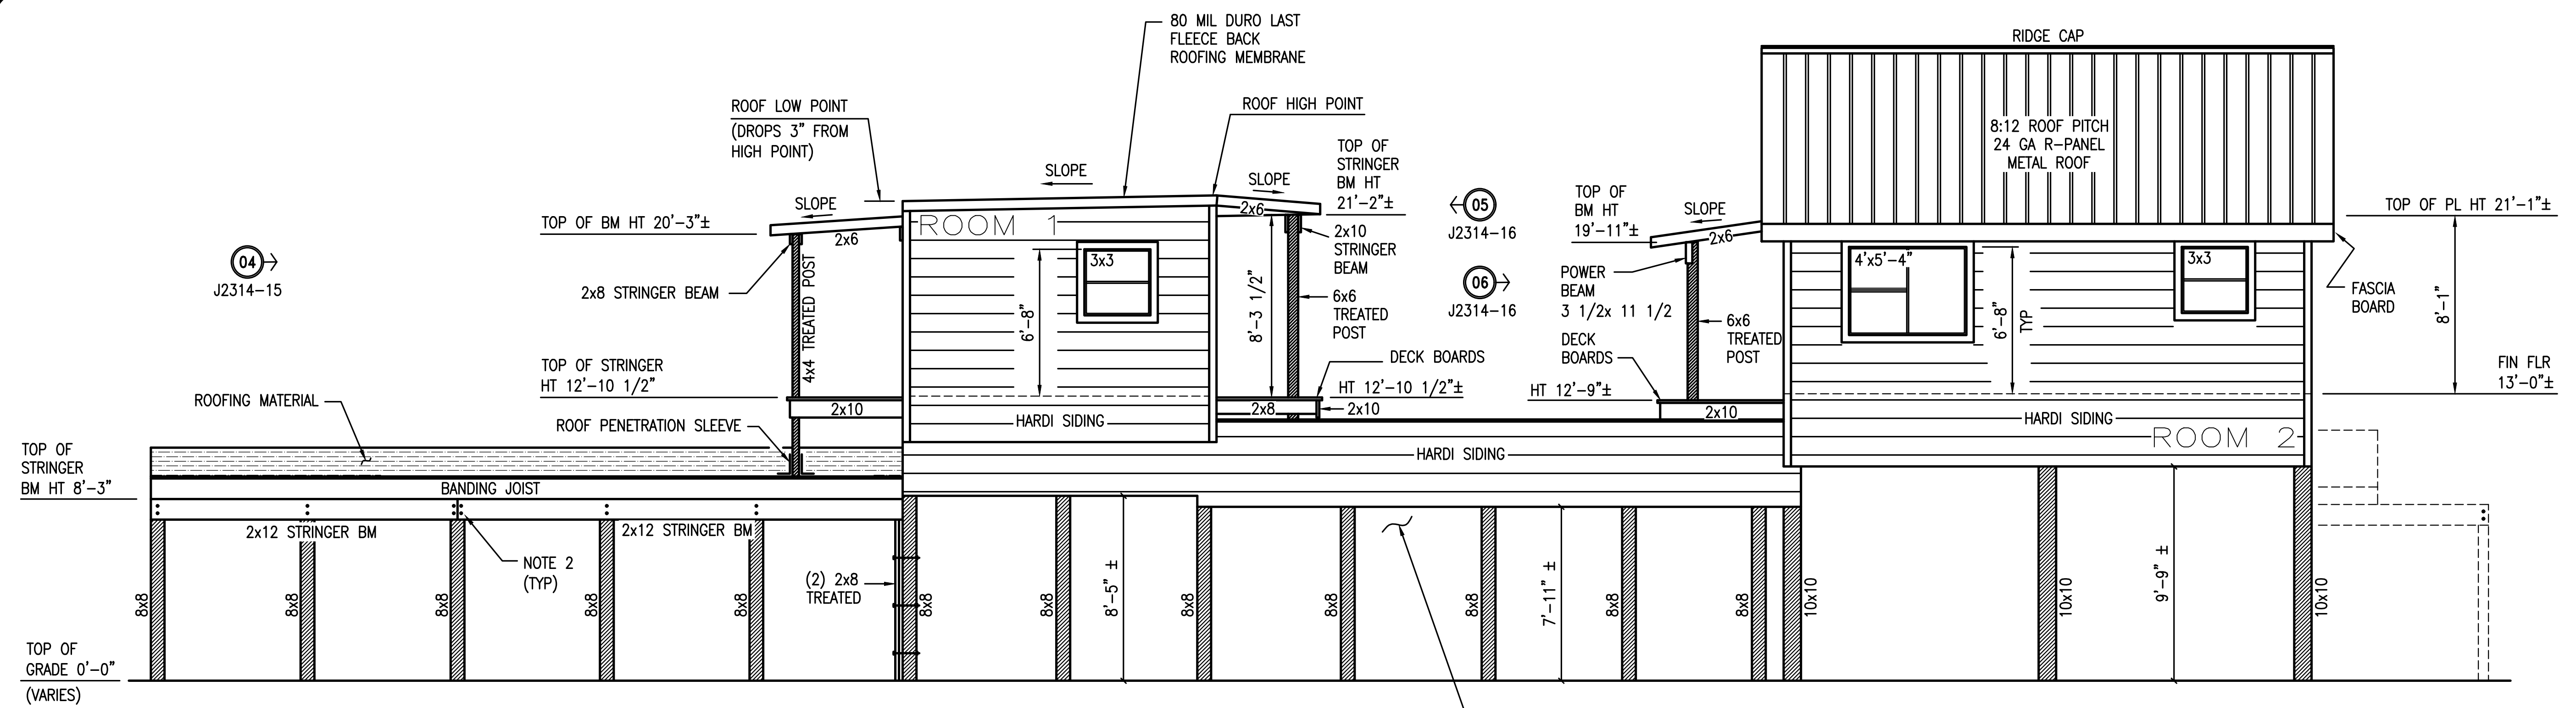 80 MIL DURO LAST
FLEECE BACK
ROOFING MEMBRANE
RIDGE CAP
ROOF LOW POINT
(DROPS 3" FROM
HIGH POINT)
ROOF HIGH POINT
8:12 ROOF PITCH
24 GA R-PANEL
METAL ROOF
SLOPE
SLOPE
SLOPE
SLOPE
TOP OF
STRINGER
BM HT
21'-2"±
TOP OF
BM HT
19'-11"±
TOP OF PL HT 21'-1"±
TOP OF BM HT 20'-3"±
05
J2314-16
06
J2314-16
04
J2314-15
2x6
2x6
2x6
ROOM 1
3x3
6'-8"
8'-3 1/2"
2x10
STRINGER
BEAM
6x6
TREATED
POST
2x8 STRINGER BEAM
4x4 TREATED POST
POWER
BEAM
3 1/2x 11 1/2
6x6
TREATED
POST
4'x5'-4"
6'-8"
TYP
3x3
FASCIA
BOARD
8'-1"
FIN FLR
13'-0"±
TOP OF STRINGER
HT 12'-10 1/2"
DECK BOARDS
HT 12'-10 1/2"±
DECK
BOARDS
HT 12'-9"±
2x10
2x8
2x10
2x10
HARDI SIDING
HARDI SIDING
HARDI SIDING
ROOM 2
ROOFING MATERIAL
ROOF PENETRATION SLEEVE
TOP OF
STRINGER
BM HT 8'-3"
BANDING JOIST
2x12 STRINGER BM
2x12 STRINGER BM
NOTE 2
(TYP)
(2) 2x8
TREATED
8x8
8x8
8x8
8x8
8x8
8x8
8x8
8'-5" ±
8x8
8x8
8x8
7'-11" ±
8x8
8x8
10x10
10x10
9'-9" ±
10x10
TOP OF
GRADE 0'-0"
(VARIES)